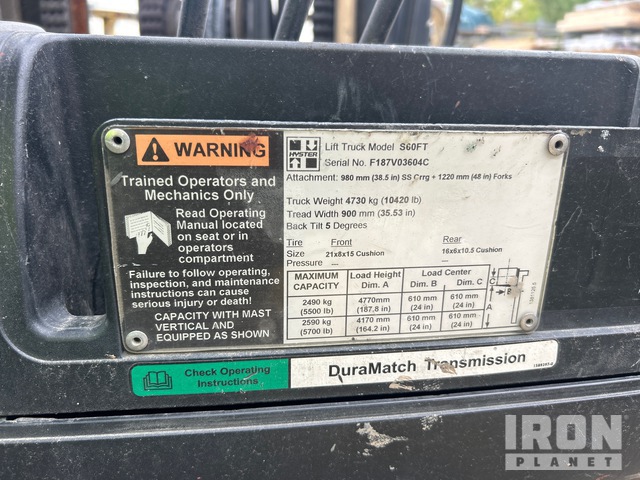 WARNING
Trained Operators and
Mechanics Only
Read Operating
Manual located
on seat or in
operators
compartment
Failure to follow operating,
inspection, and maintenance
instructions can cause
serious injury or death!
CAPACITY WITH MAST
VERTICAL AND
EQUIPPED AS SHOWN
HYSTER
Lift Truck Model S60FT
Serial No. F187V03604C
Attachment: 980 mm (38.5 in) SS Crrg + 1220 mm (48 in) Forks
Truck Weight 4730 kg (10420 lb)
Tread Width 900 mm (35.53 in)
Back Tilt 5 Degrees
Tire Front Rear
Size 21x8x15 Cushion 16x6x10.5 Cushion
Pressure --- ---
MAXIMUM CAPACITY Load Height Dim. A Load Center Dim. B Dim. C
2490 kg (5500 lb) 4770mm (187.8 in) 610 mm (24 in) 610 mm (24 in)
2590 kg (5700 lb) 4170 mm (164.2 in) 610 mm (24 in) 610 mm (24 in)
C
B
A
Check Operating
Instructions
DuraMatch Transmission
IRON
PLANET